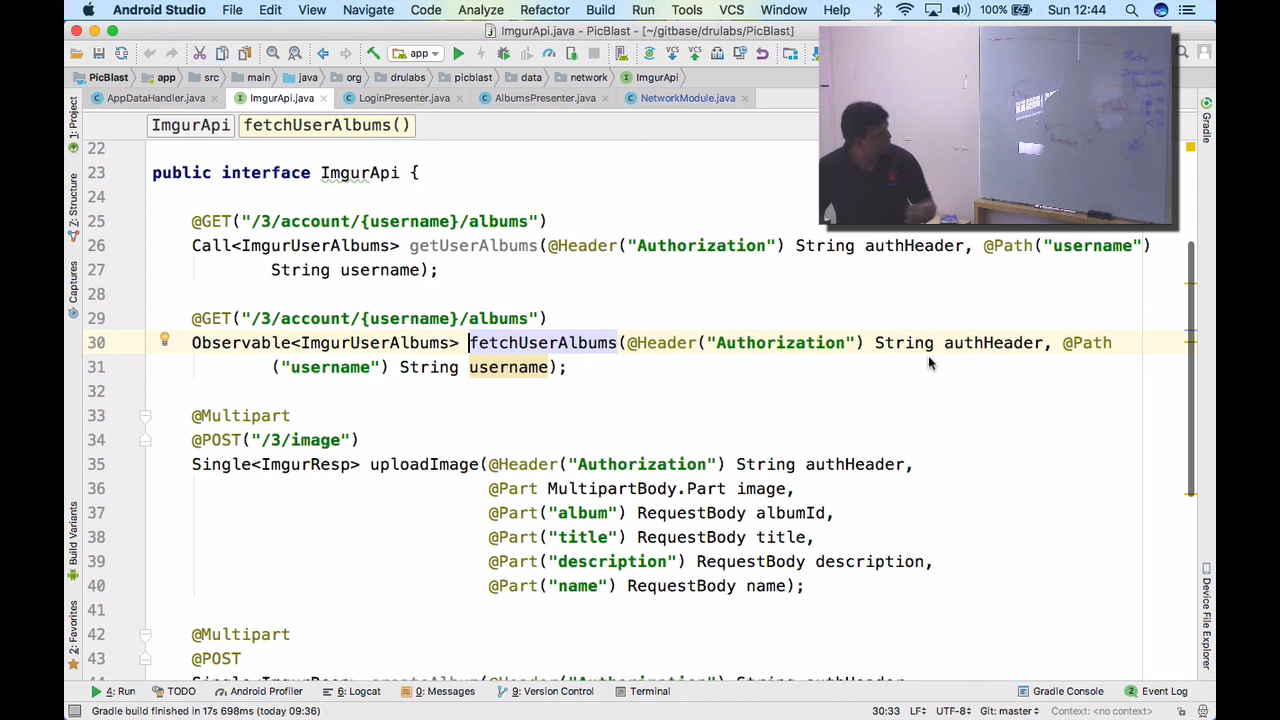 Android Studio File Edit View Navigate Code Analyze Refactor Build Run Tools VCS Window Help 100% Sun 12:44
ImgurApi.java - PicBlast - [~/gitbase/drulabs/PicBlast]
app
PicBlast app src main java org drulabs picblast data network ImgurApi
AppDataHandler.java ImgurApi.java LoginPresenter.java AlbumsPresenter.java NetworkModule.java
ImgurApi fetchUserAlbums()
22
23 public interface ImgurApi {
24
25 @GET("/3/account/{username}/albums")
26 Call<ImgurUserAlbums> getUserAlbums(@Header("Authorization") String authHeader, @Path("username")
27 String username);
28
29 @GET("/3/account/{username}/albums")
30 Observable<ImgurUserAlbums> fetchUserAlbums(@Header("Authorization") String authHeader, @Path
31 ("username") String username);
32
33 @Multipart
34 @POST("/3/image")
35 Single<ImgurResp> uploadImage(@Header("Authorization") String authHeader,
36 @Part MultipartBody.Part image,
37 @Part("album") RequestBody albumId,
38 @Part("title") RequestBody title,
39 @Part("description") RequestBody description,
40 @Part("name") RequestBody name);
41
42 @Multipart
43 @POST
44 Single<ImgurResp> createAlbum(@Header("Authorization") String authHeader,
1: Project
7: Structure
Captures
Build Variants
2: Favorites
Gradle
Device File Explorer
4: Run TODO Android Profiler 6: Logcat 0: Messages 9: Version Control Terminal Gradle Console 2 Event Log
Gradle build finished in 17s 698ms (today 09:36) 30:33 LF UTF-8 Git: master Context: <no context>